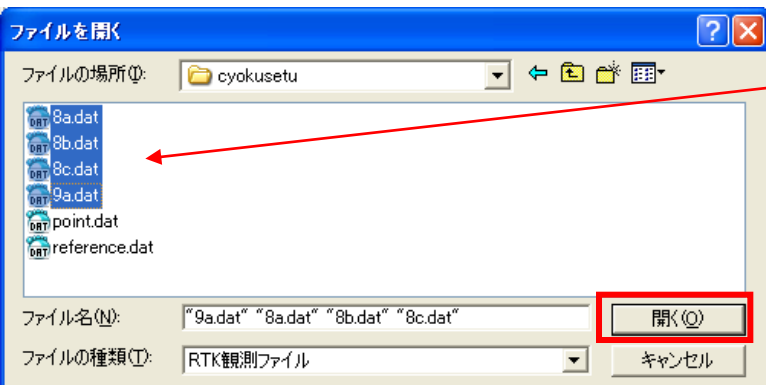 ファイルを開く
ファイルの場所(I):
cyokusetu
8a.dat
8b.dat
8c.dat
9a.dat
point.dat
reference.dat
ファイル名(N):
"9a.dat" "8a.dat" "8b.dat" "8c.dat"
開く(O)
ファイルの種類(T):
RTK観測ファイル
キャンセル